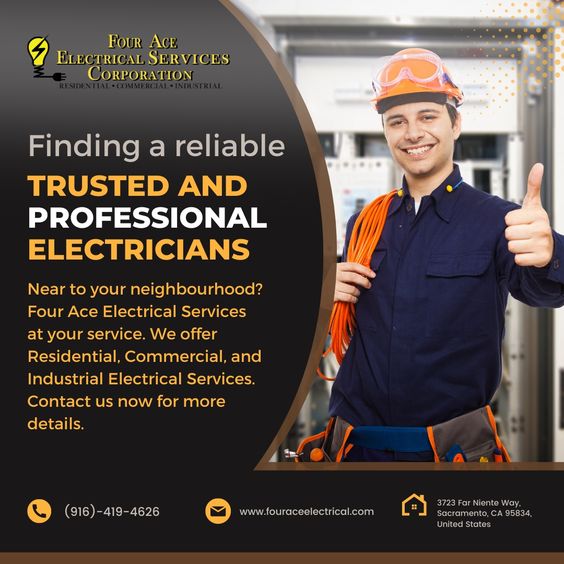 FOUR ACE
ELECTRICAL SERVICES
CORPORATION
RESIDENTIAL • COMMERCIAL • INDUSTRIAL
Finding a reliable
TRUSTED AND
PROFESSIONAL
ELECTRICIANS
Near to your neighbourhood?
Four Ace Electrical Services
at your service. We offer
Residential, Commercial, and
Industrial Electrical Services.
Contact us now for more
details.
(916)-419-4626
www.fouraceelectrical.com
3723 Far Niente Way,
Sacramento, CA 95834,
United States